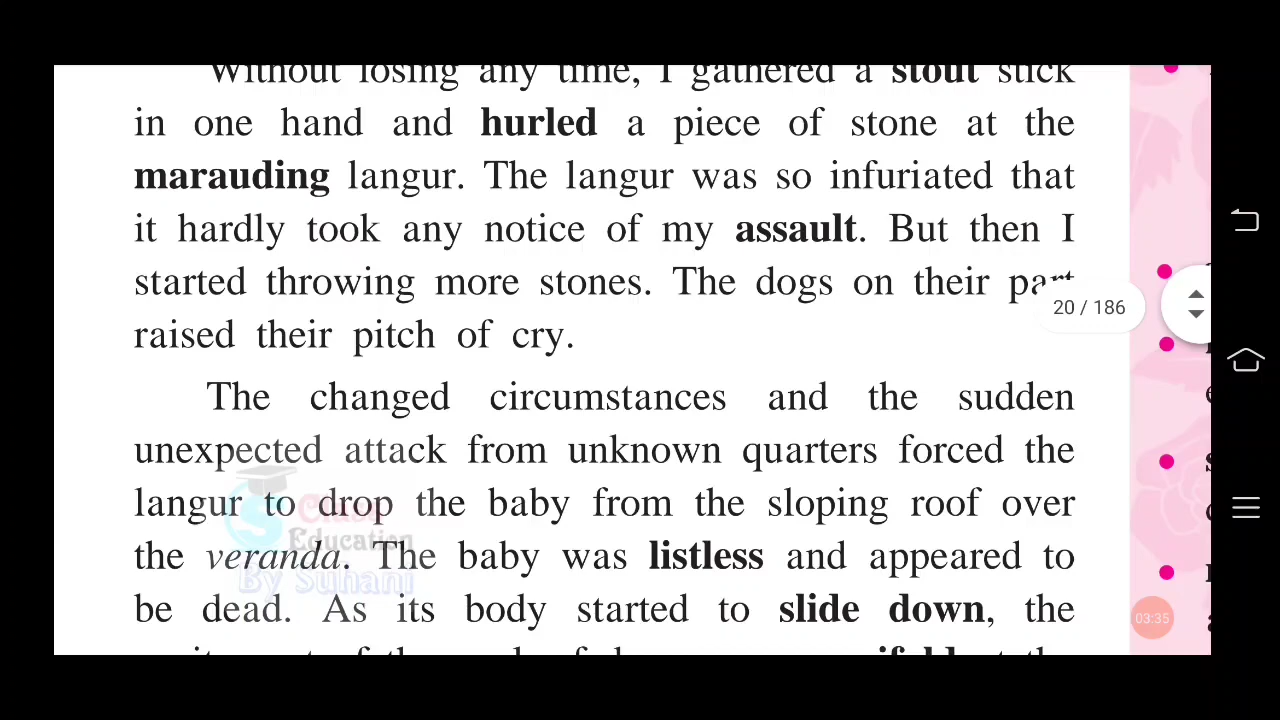 Without losing any time, I gathered a stout stick
in one hand and hurled a piece of stone at the
marauding langur. The langur was so infuriated that
it hardly took any notice of my assault. But then I
started throwing more stones. The dogs on their part
20 / 186
raised their pitch of cry.
The changed circumstances and the sudden
unexpected attack from unknown quarters forced the
langur to drop the baby from the sloping roof over
the veranda. The baby was listless and appeared to
be dead. As its body started to slide down, the
Class
Education
By Suhani
03:35